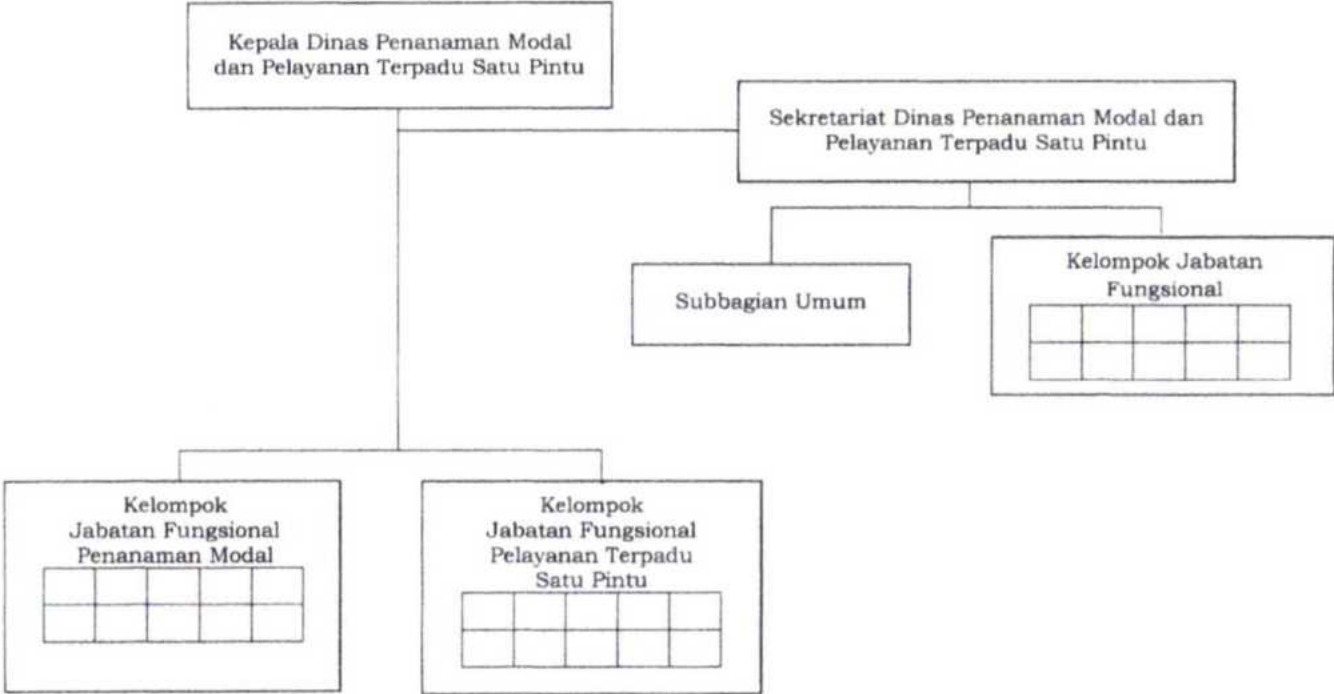 Kepala Dinas Penanaman Modal
dan Pelayanan Terpadu Satu Pintu
Sekretariat Dinas Penanaman Modal dan
Pelayanan Terpadu Satu Pintu
Subbagian Umum
Kelompok Jabatan
Fungsional
Kelompok
Jabatan Fungsional
Penanaman Modal
Kelompok
Jabatan Fungsional
Pelayanan Terpadu
Satu Pintu